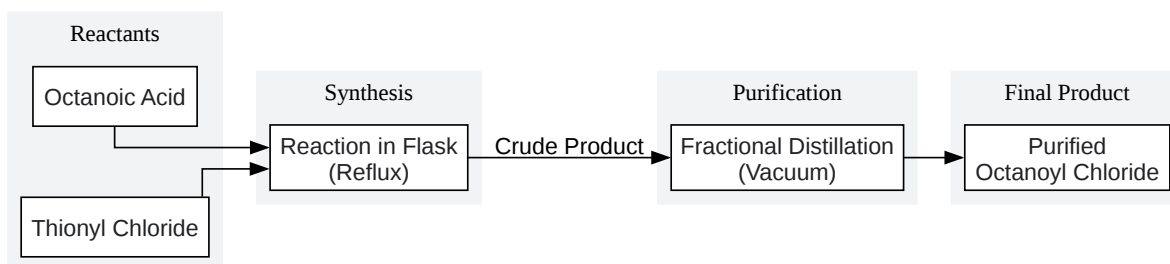 Reactants
Octanoic Acid
Thionyl Chloride
Synthesis
Reaction in Flask
(Reflux)
Crude Product
Purification
Fractional Distillation
(Vacuum)
Final Product
Purified
Octanoyl Chloride